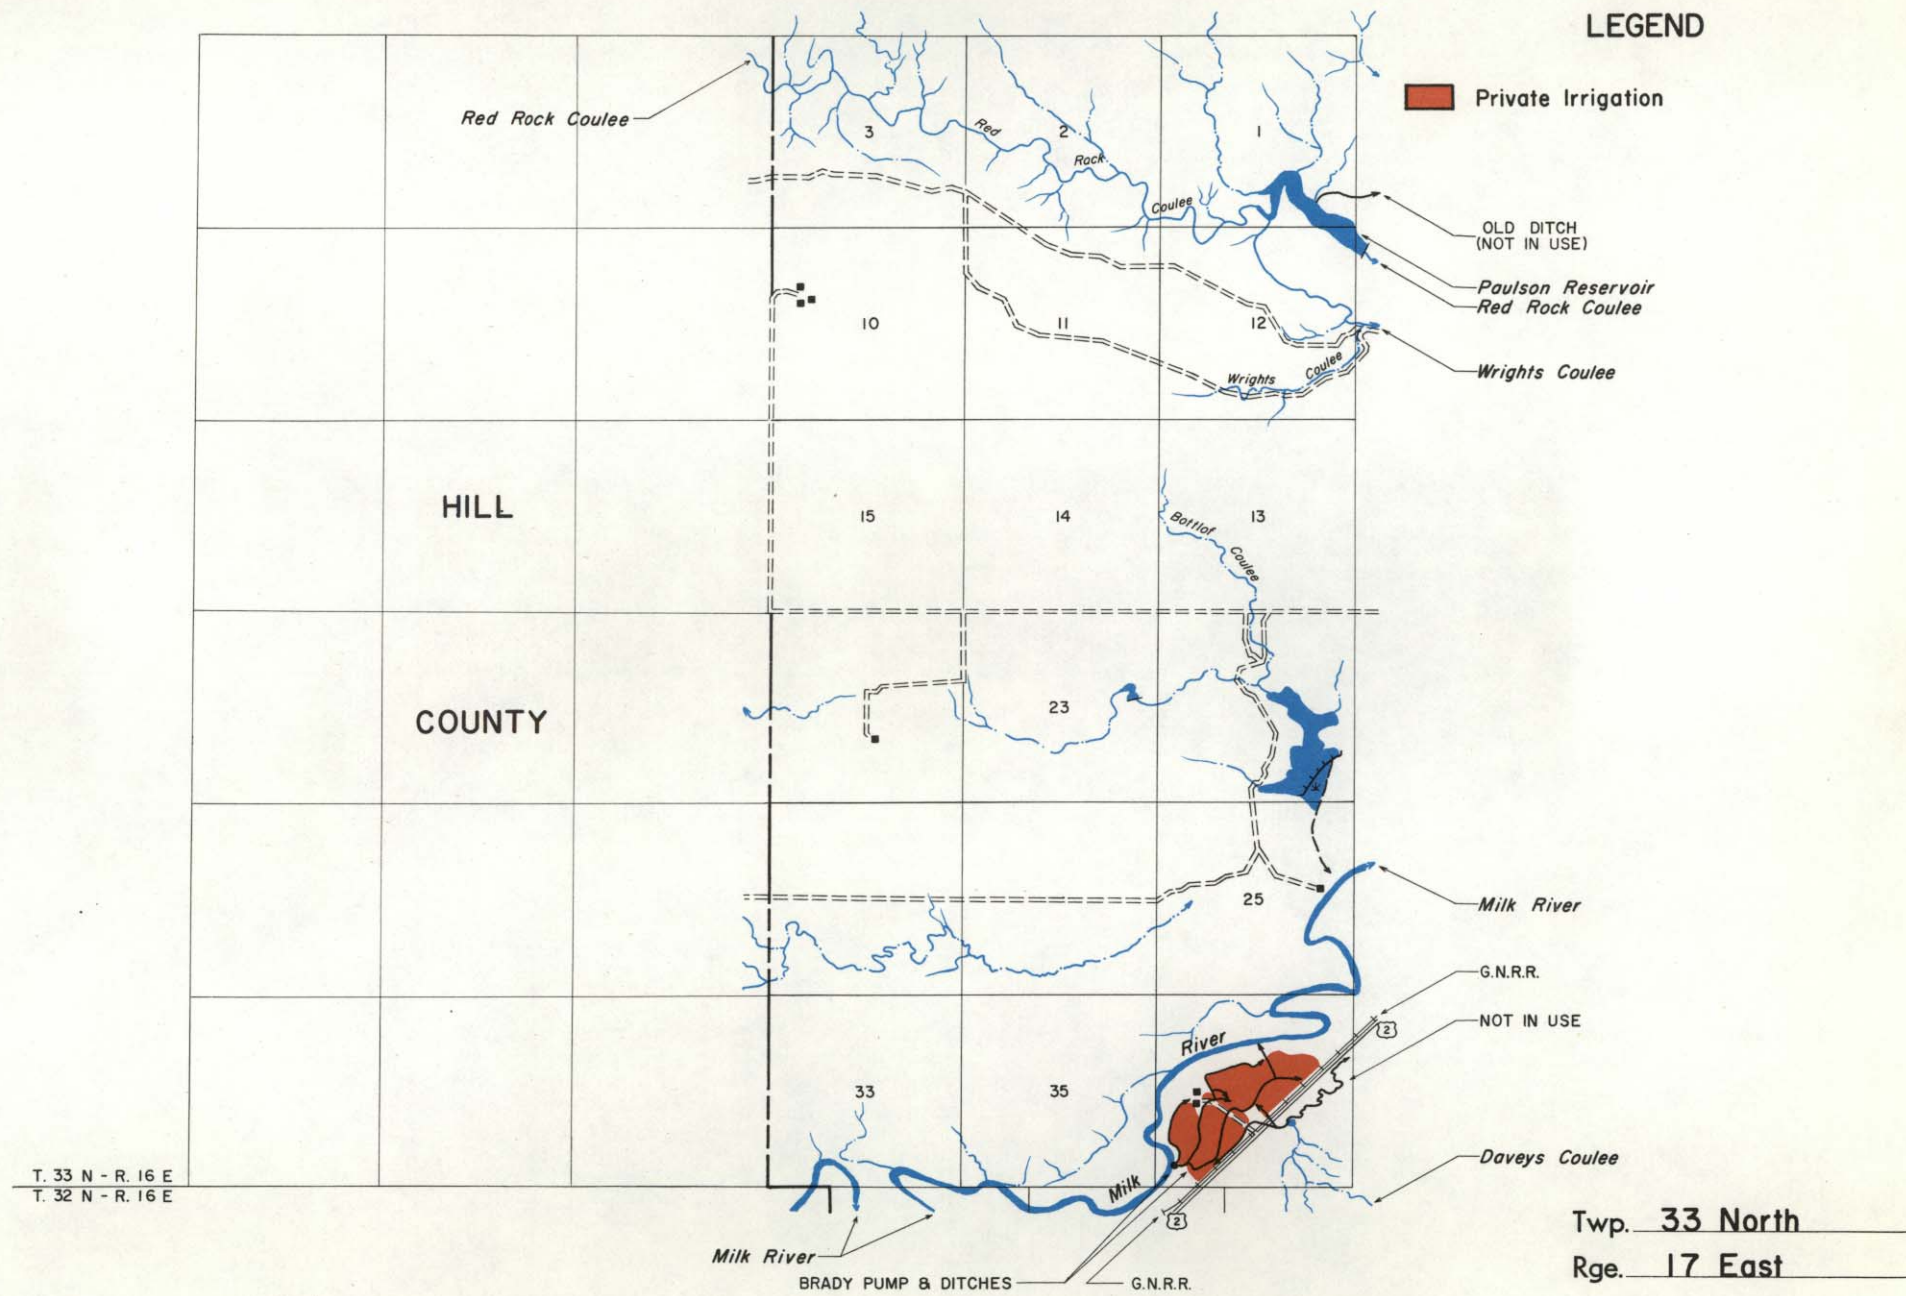 LEGEND
Private Irrigation
Red Rock Coulee
3
Red
2
1
Rock
Coulee
OLD DITCH
(NOT IN USE)
Paulson Reservoir
Red Rock Coulee
10
11
12
Wrights Coulee
Wrights Coulee
HILL
15
14
13
Bottlof
Coulee
COUNTY
23
25
Milk River
G.N.R.R.
NOT IN USE
2
River
33
35
T. 33 N - R. 16 E
T. 32 N - R. 16 E
Daveys Coulee
Milk
2
Milk River
BRADY PUMP & DITCHES
G.N.R.R.
Twp. 33 North
Rge. 17 East